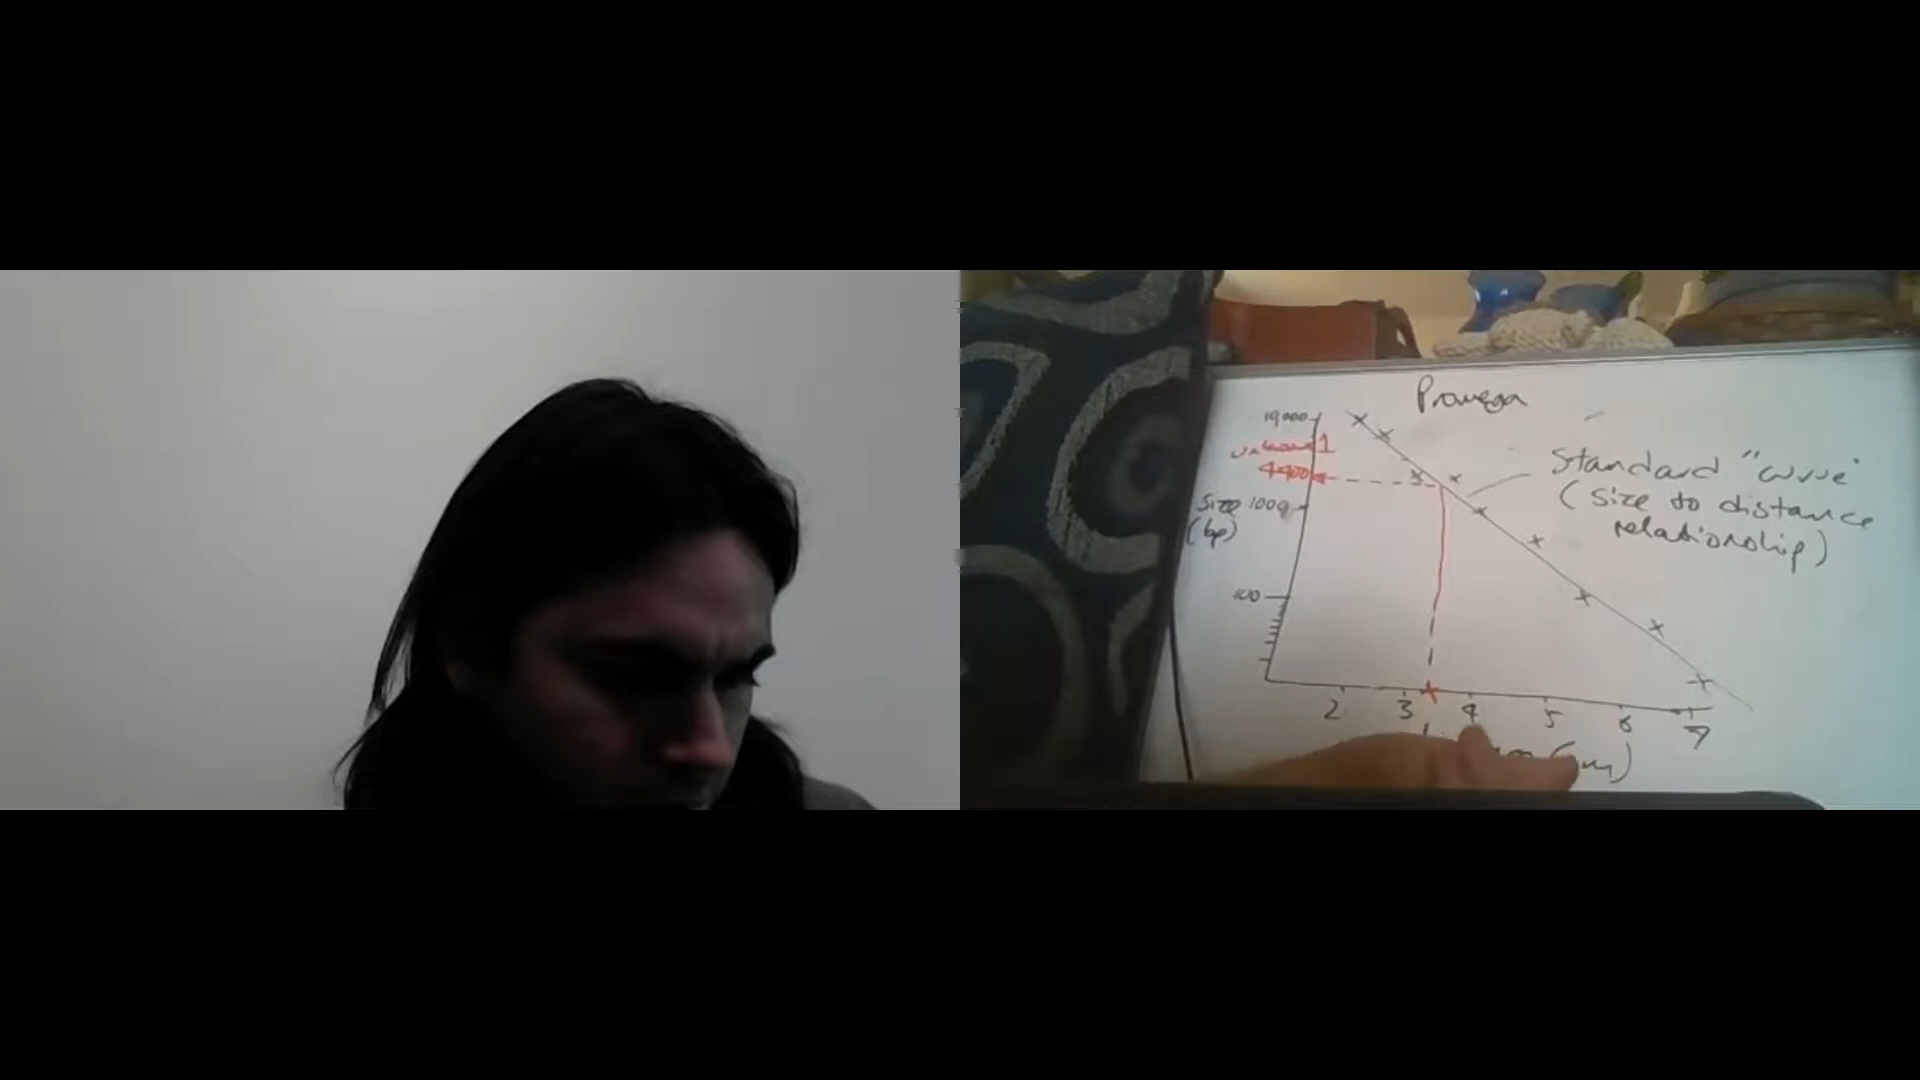 Promega
10,000
unknown 1
4400
Size 1000
(bp)
100
Standard "curve"
(size to distance
relationship)
2 3 4 5 6 7